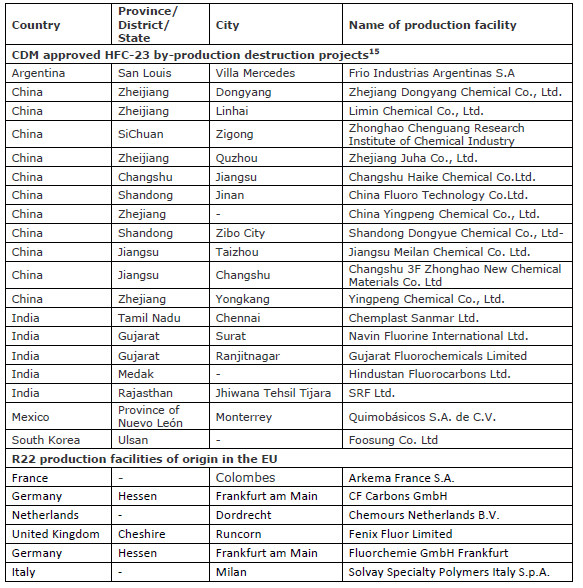 Country Province/ District/ State City Name of production facility
CDM approved HFC-23 by-production destruction projects15
Argentina San Louis Villa Mercedes Frio Industrias Argentinas S.A
China Zheijiang Dongyang Zhejiang Dongyang Chemical Co., Ltd.
China Zheijiang Linhai Limin Chemical Co., Ltd.
China SiChuan Zigong Zhonghao Chenguang Research Institute of Chemical Industry
China Zheijiang Quzhou Zhejiang Juha Co., Ltd.
China Changshu Jiangsu Changshu Haike Chemical Co.Ltd.
China Shandong Jinan China Fluoro Technology Co.Ltd.
China Zhejiang - China Yingpeng Chemical Co., Ltd.
China Shandong Zibo City Shandong Dongyue Chemical Co., Ltd-
China Jiangsu Taizhou Jiangsu Meilan Chemical Co. Ltd.
China Jiangsu Changshu Changshu 3F Zhonghao New Chemical Materials Co. Ltd
China Zhejiang Yongkang Yingpeng Chemical Co., Ltd.
India Tamil Nadu Chennai Chemplast Sanmar Ltd.
India Gujarat Surat Navin Fluorine International Ltd.
India Gujarat Ranjitnagar Gujarat Fluorochemicals Limited
India Medak - Hindustan Fluorocarbons Ltd.
India Rajasthan Jhiwana Tehsil Tijara SRF Ltd.
Mexico Province of Nuevo León Monterrey Quimobásicos S.A. de C.V.
South Korea Ulsan - Foosung Co. Ltd
R22 production facilities of origin in the EU
France - Colombes Arkema France S.A.
Germany Hessen Frankfurt am Main CF Carbons GmbH
Netherlands - Dordrecht Chemours Netherlands B.V.
United Kingdom Cheshire Runcorn Fenix Fluor Limited
Germany Hessen Frankfurt am Main Fluorchemie GmbH Frankfurt
Italy - Milan Solvay Specialty Polymers Italy S.p.A.